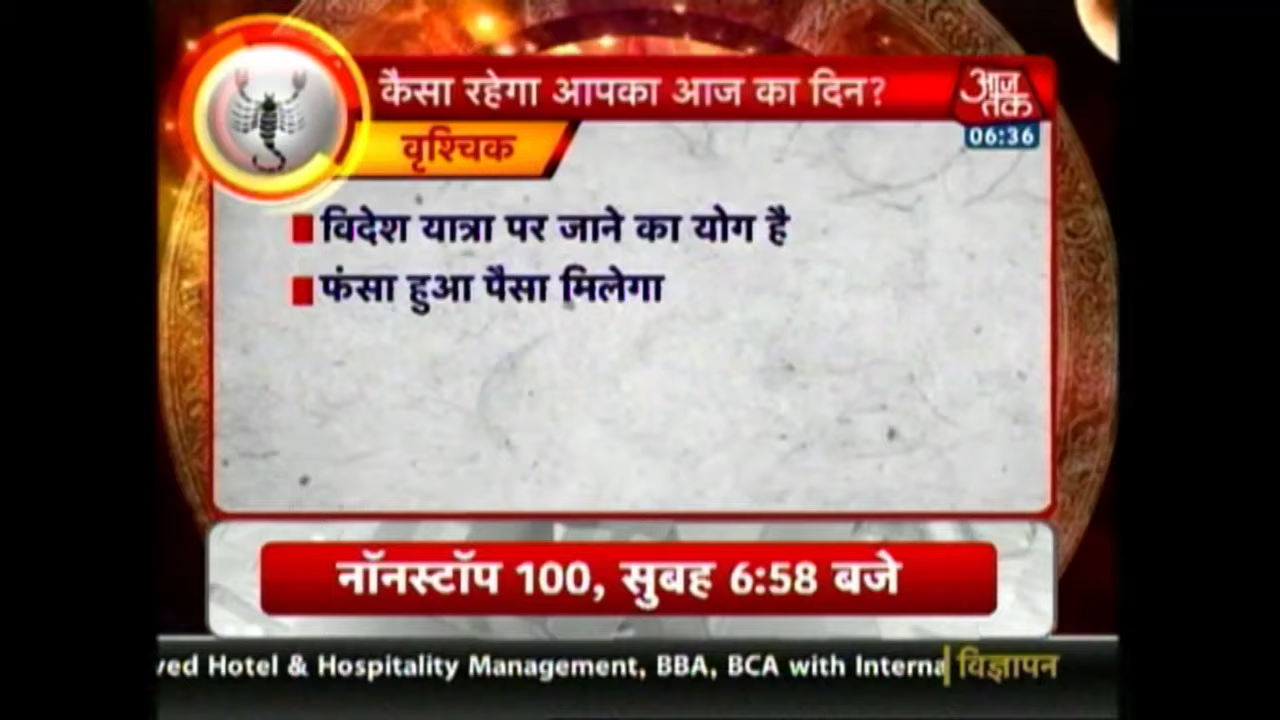 कैसा रहेगा आपका आज का दिन?
आज
तक
06:36
वृश्चिक
विदेश यात्रा पर जाने का योग है
फंसा हुआ पैसा मिलेगा
नॉनस्टॉप 100, सुबह 6:58 बजे
ved Hotel & Hospitality Management, BBA, BCA with Interna विज्ञापन